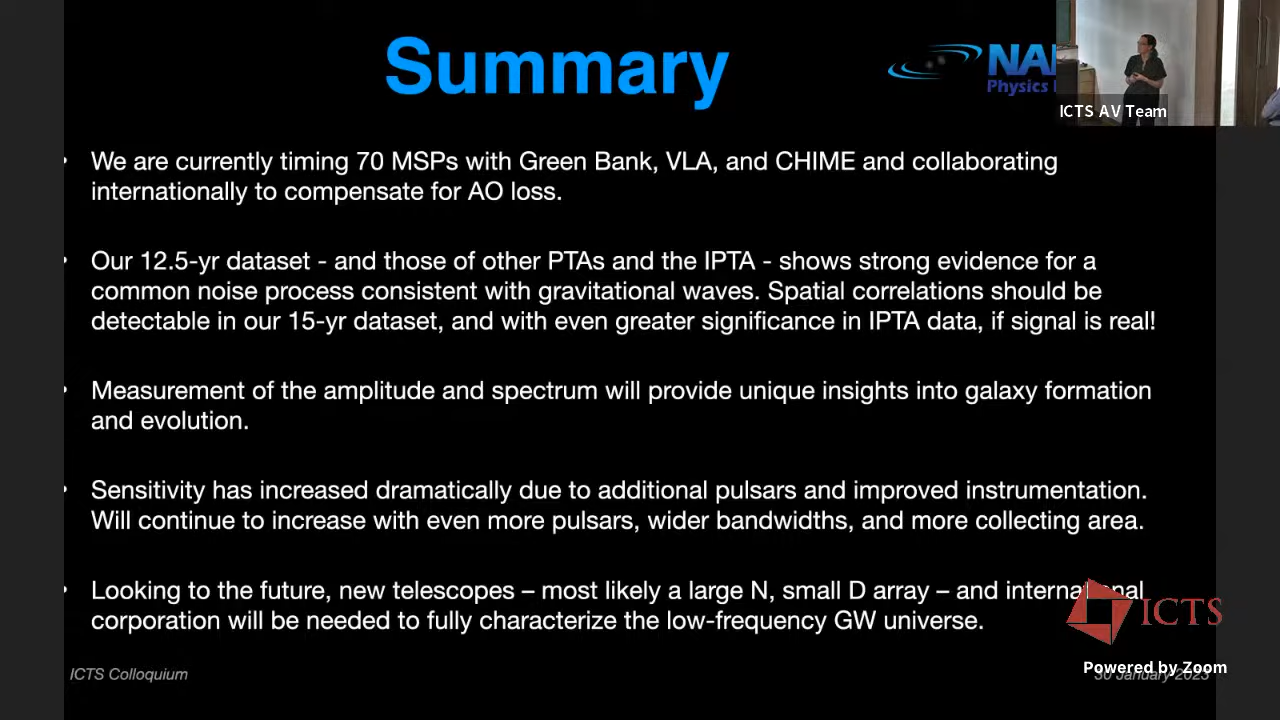 Summary
NA
Physics
ICTS AV Team
• We are currently timing 70 MSPs with Green Bank, VLA, and CHIME and collaborating
internationally to compensate for AO loss.
• Our 12.5-yr dataset - and those of other PTAs and the IPTA - shows strong evidence for a
common noise process consistent with gravitational waves. Spatial correlations should be
detectable in our 15-yr dataset, and with even greater significance in IPTA data, if signal is real!
• Measurement of the amplitude and spectrum will provide unique insights into galaxy formation
and evolution.
• Sensitivity has increased dramatically due to additional pulsars and improved instrumentation.
Will continue to increase with even more pulsars, wider bandwidths, and more collecting area.
• Looking to the future, new telescopes – most likely a large N, small D array – and international
corporation will be needed to fully characterize the low-frequency GW universe.
ICTS
Powered by Zoom
ICTS Colloquium
30 January 2023